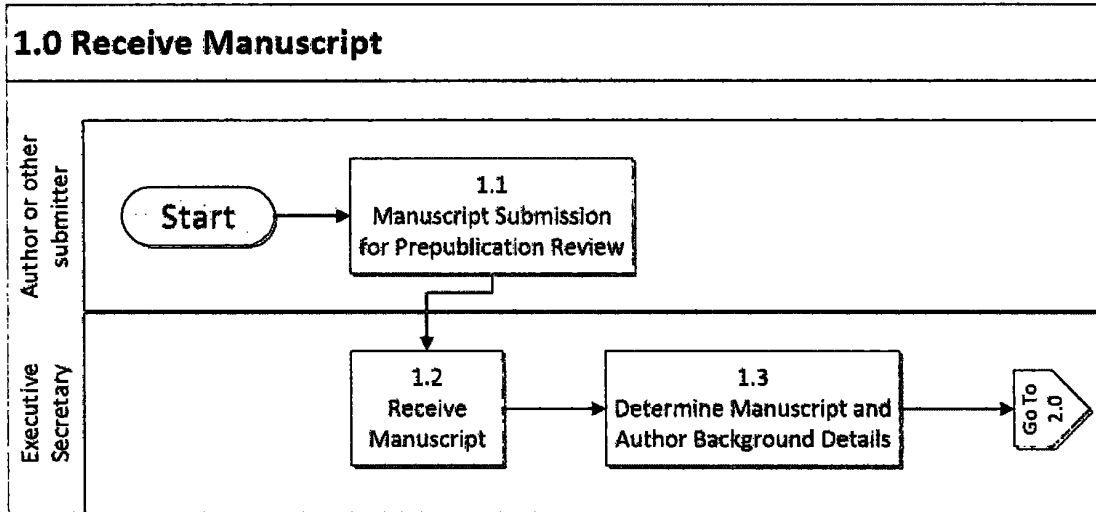 1.0 Receive Manuscript
Author or other
submitter
Start
1.1
Manuscript Submission
for Prepublication Review
Executive
Secretary
1.2
Receive
Manuscript
1.3
Determine Manuscript and
Author Background Details
Go To
2.0